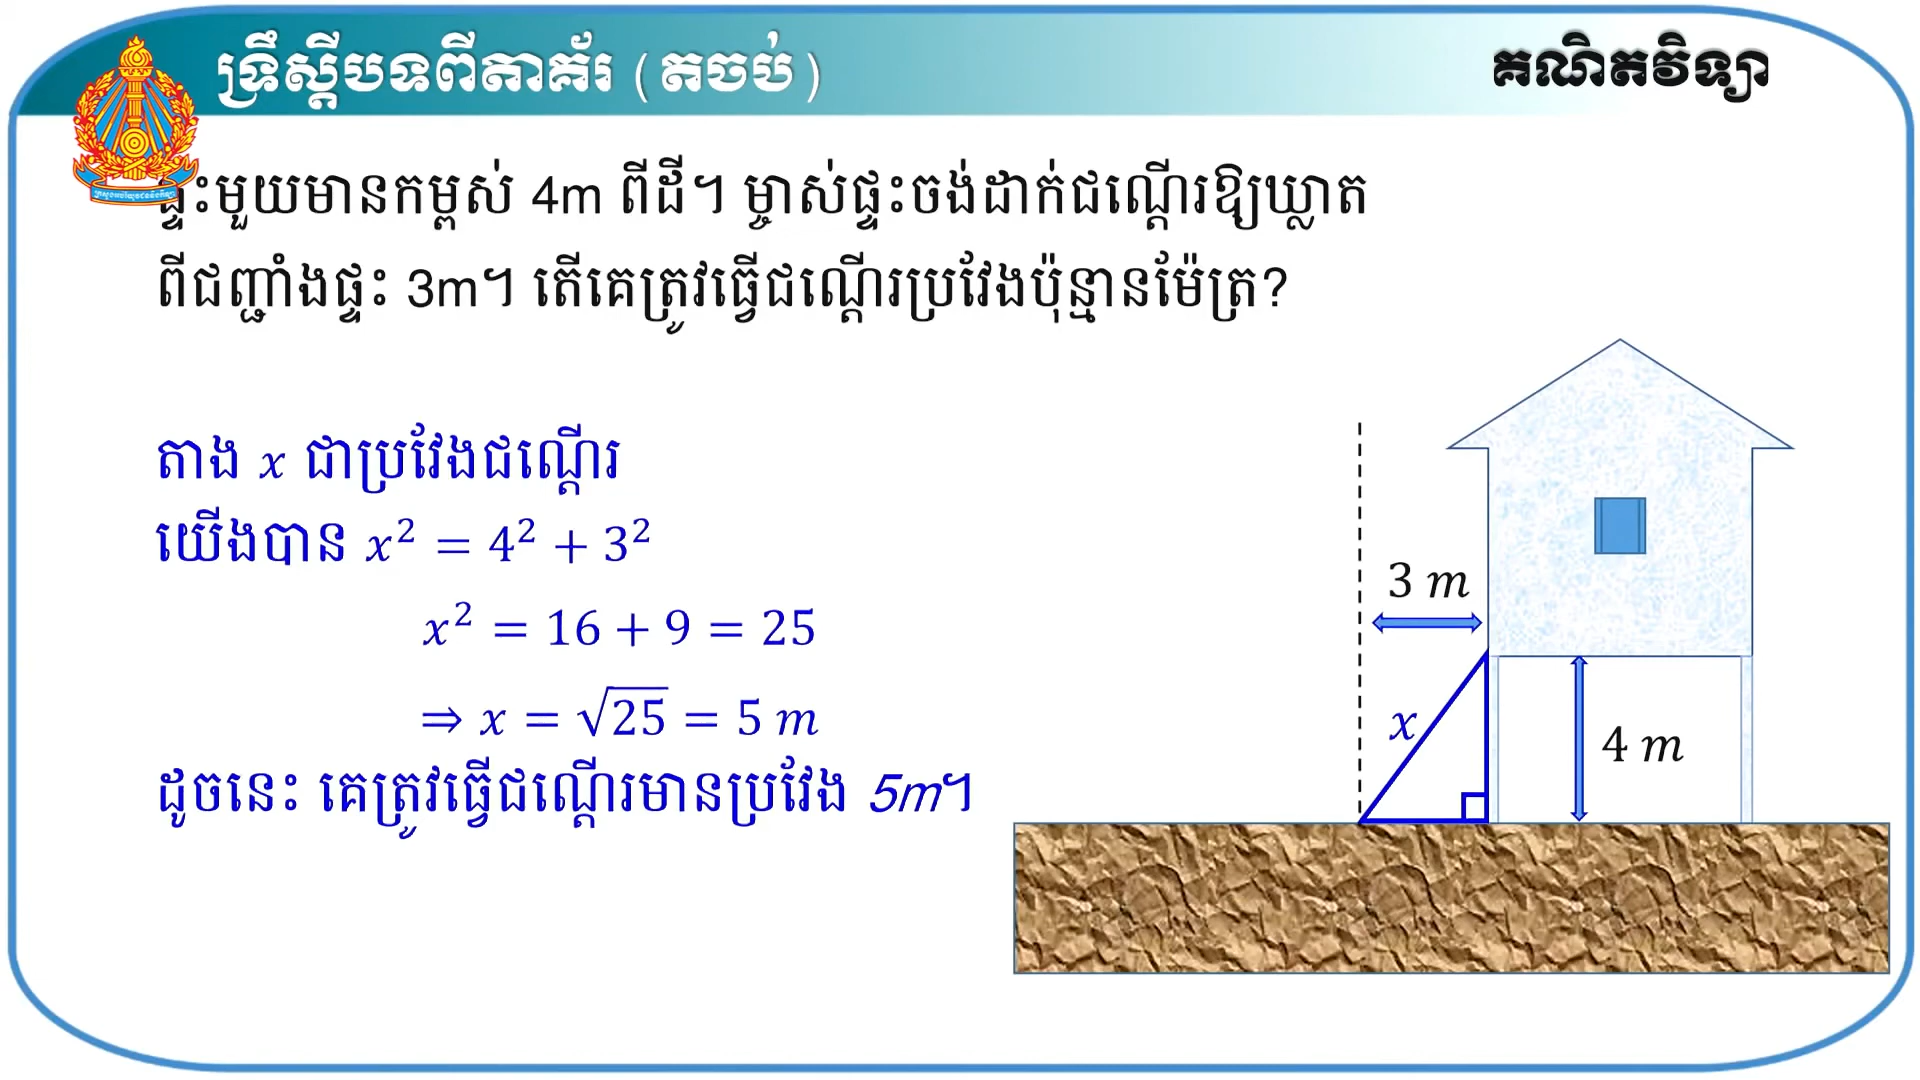 ទ្រឹស្តីបទពីតាគ័រ (តចប់)
គណិតវិទ្យា
ផ្ទះមួយមានកម្ពស់ 4m ពីដី។ ម្ចាស់ផ្ទះចង់ដាក់ជណ្ដើរឱ្យឃ្លាត
ពីជញ្ជាំងផ្ទះ 3m។ តើគេត្រូវធ្វើជណ្ដើរប្រវែងប៉ុន្មានម៉ែត្រ?
តាង x ជាប្រវែងជណ្ដើរ
យើងបាន x² = 4² + 3²
x² = 16 + 9 = 25
⇒ x = √25 = 5 m
ដូចនេះ គេត្រូវធ្វើជណ្ដើរមានប្រវែង 5m។
3 m
x
4 m